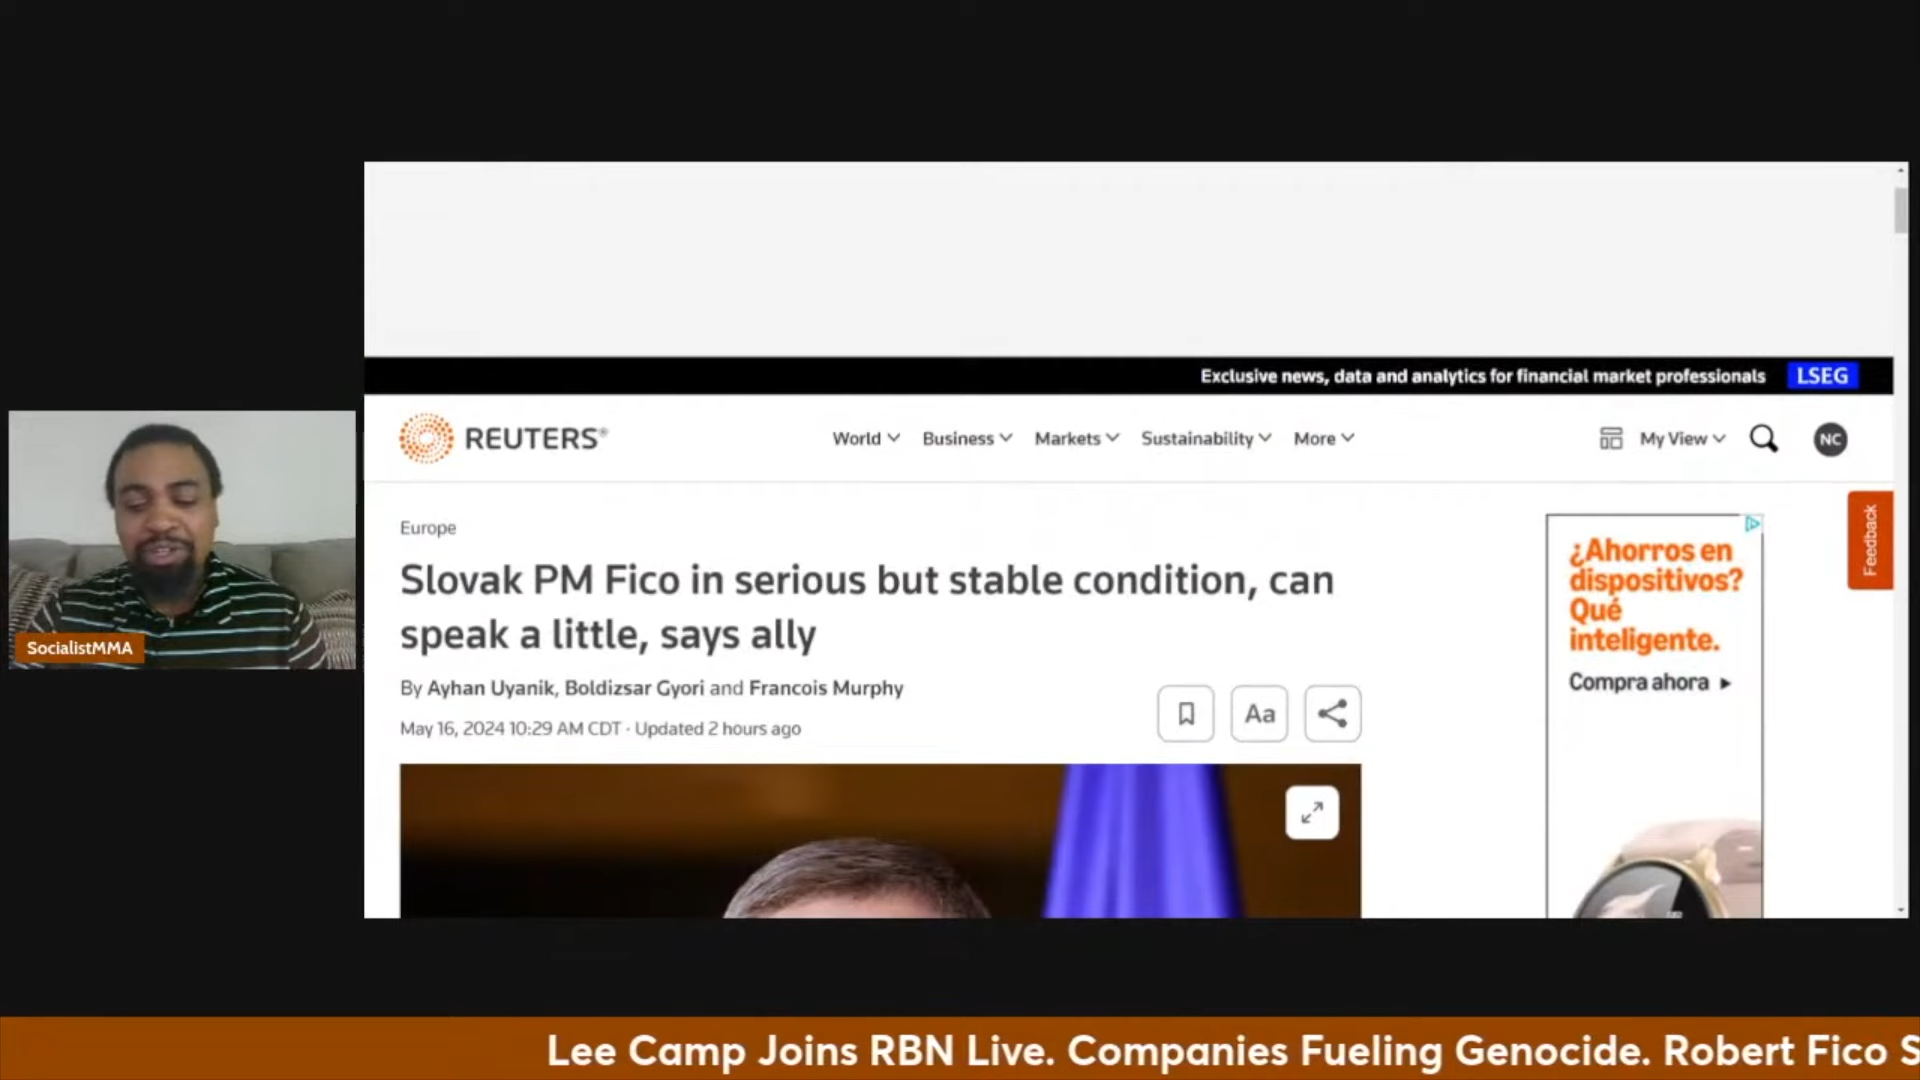 Exclusive news, data and analytics for financial market professionals LSEG
REUTERS®
World Business Markets Sustainability More
My View
NC
Feedback
Europe
Slovak PM Fico in serious but stable condition, can
speak a little, says ally
By Ayhan Uyanik, Boldizsar Gyori and Francois Murphy
May 16, 2024 10:29 AM CDT · Updated 2 hours ago
Aa
¿Ahorros en
dispositivos?
Qué
inteligente.
Compra ahora
SocialistMMA
Lee Camp Joins RBN Live. Companies Fueling Genocide. Robert Fico S